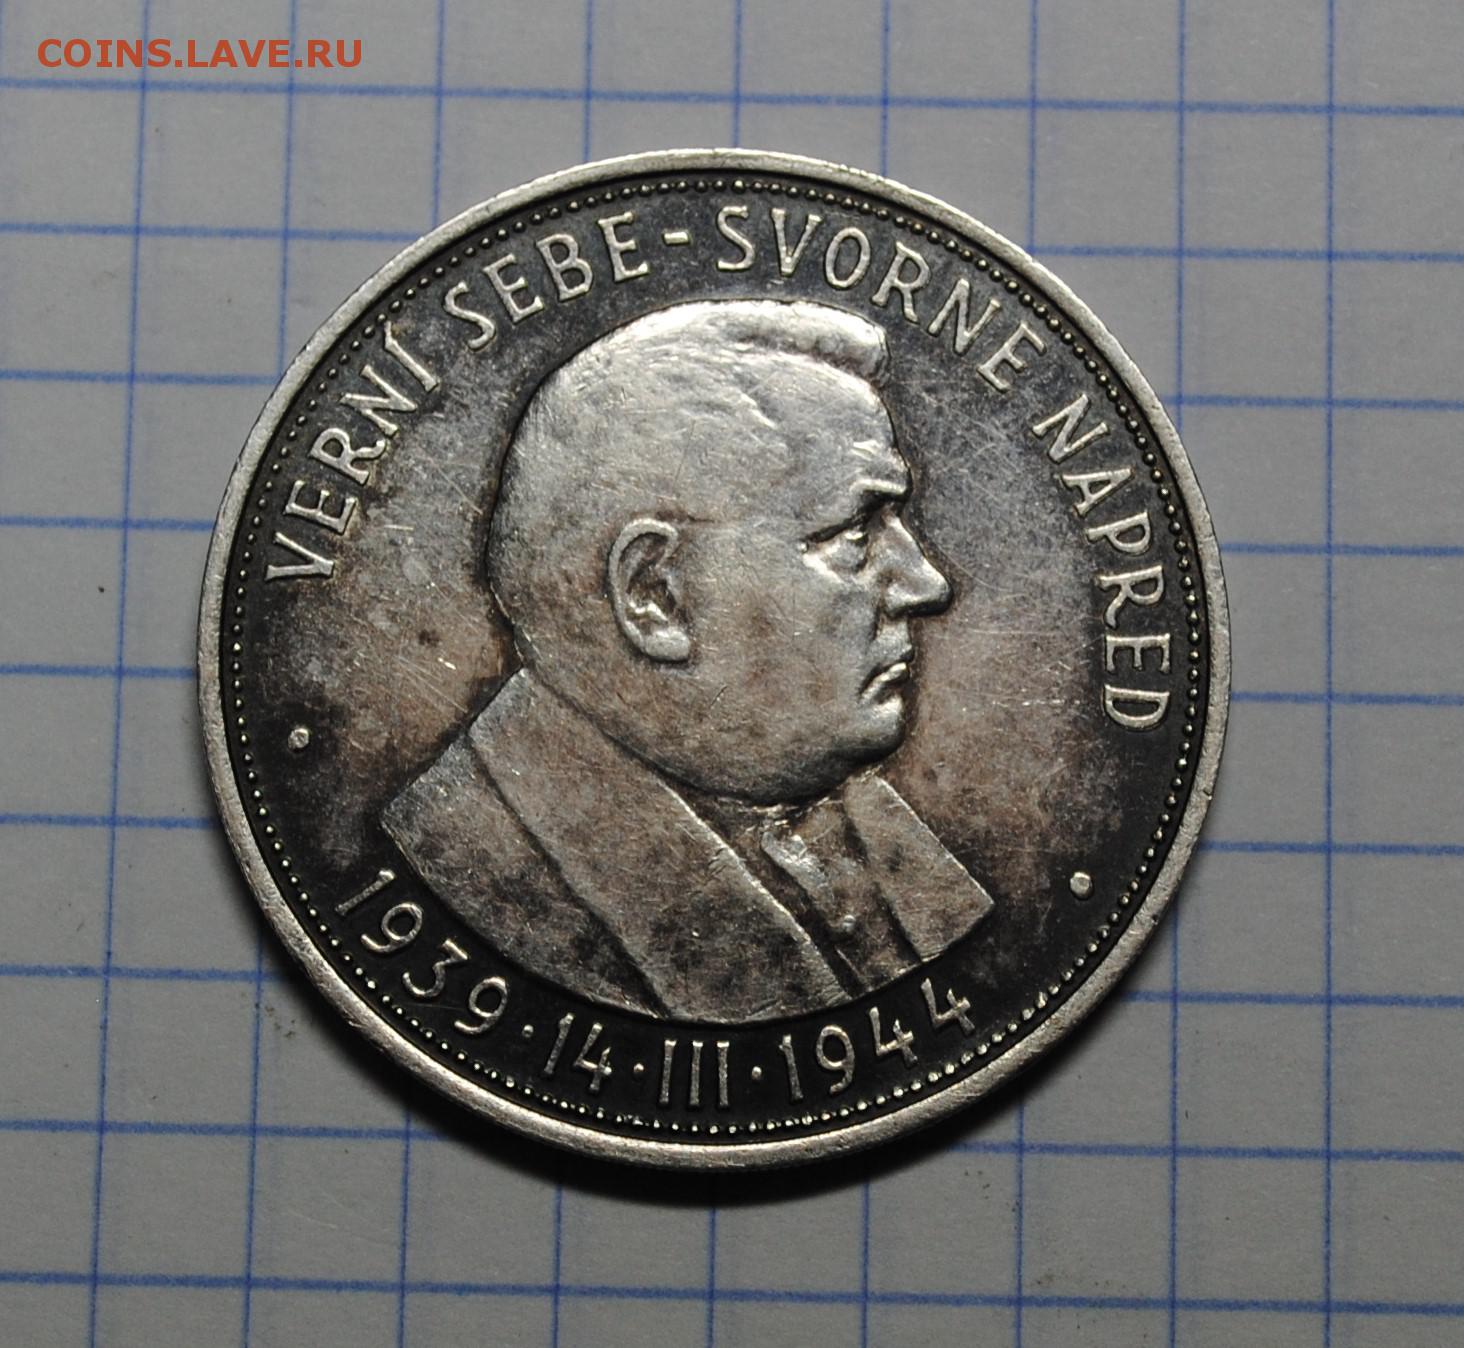 COINS.LAVE.RU
VERNÍ SEBE - SVORNE NAPRED
1939 · 14 · III · 1944